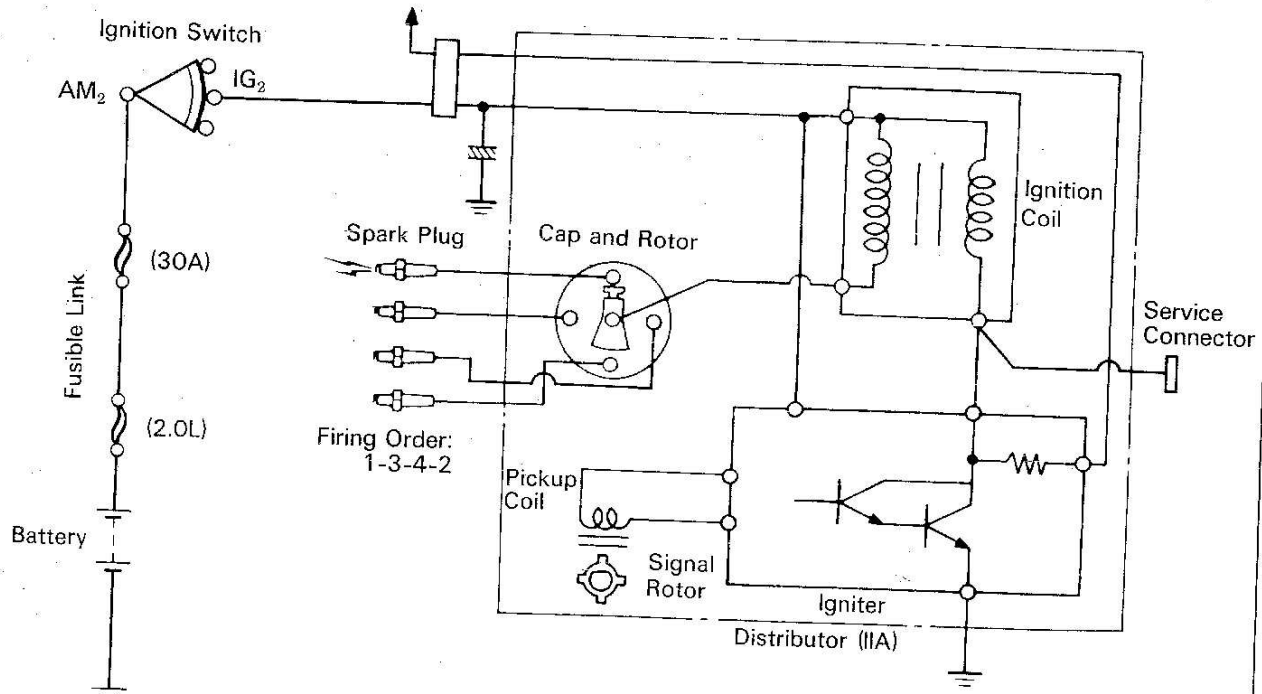 Ignition Switch
AM₂
IG₂
(30A)
Fusible Link
(2.0L)
Battery
Spark Plug
Cap and Rotor
Firing Order:
1-3-4-2
Ignition
Coil
Service
Connector
Pickup
Coil
Signal
Rotor
Igniter
Distributor (IIA)